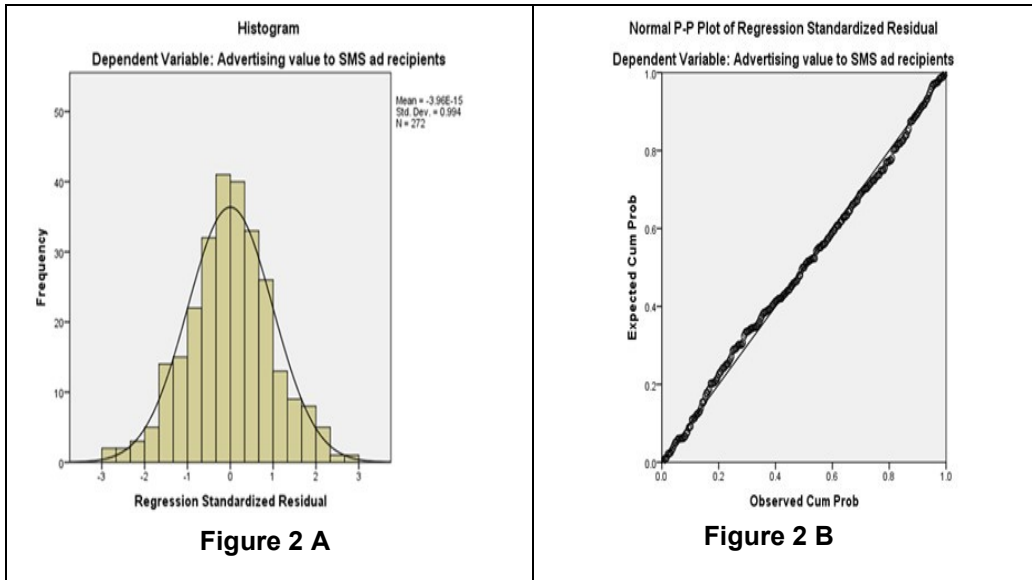 Histogram
Dependent Variable: Advertising value to SMS ad recipients
Mean = -3.96E-15
Std. Dev. = 0.994
N = 272
50
40
30
20
10
0
Frequency
-3 -2 -1 0 1 2 3
Regression Standardized Residual
Figure 2 A
Normal P-P Plot of Regression Standardized Residual
Dependent Variable: Advertising value to SMS ad recipients
1.0
0.8
0.6
0.4
0.2
0.0
Expected Cum Prob
0.0 0.2 0.4 0.6 0.8 1.0
Observed Cum Prob
Figure 2 B